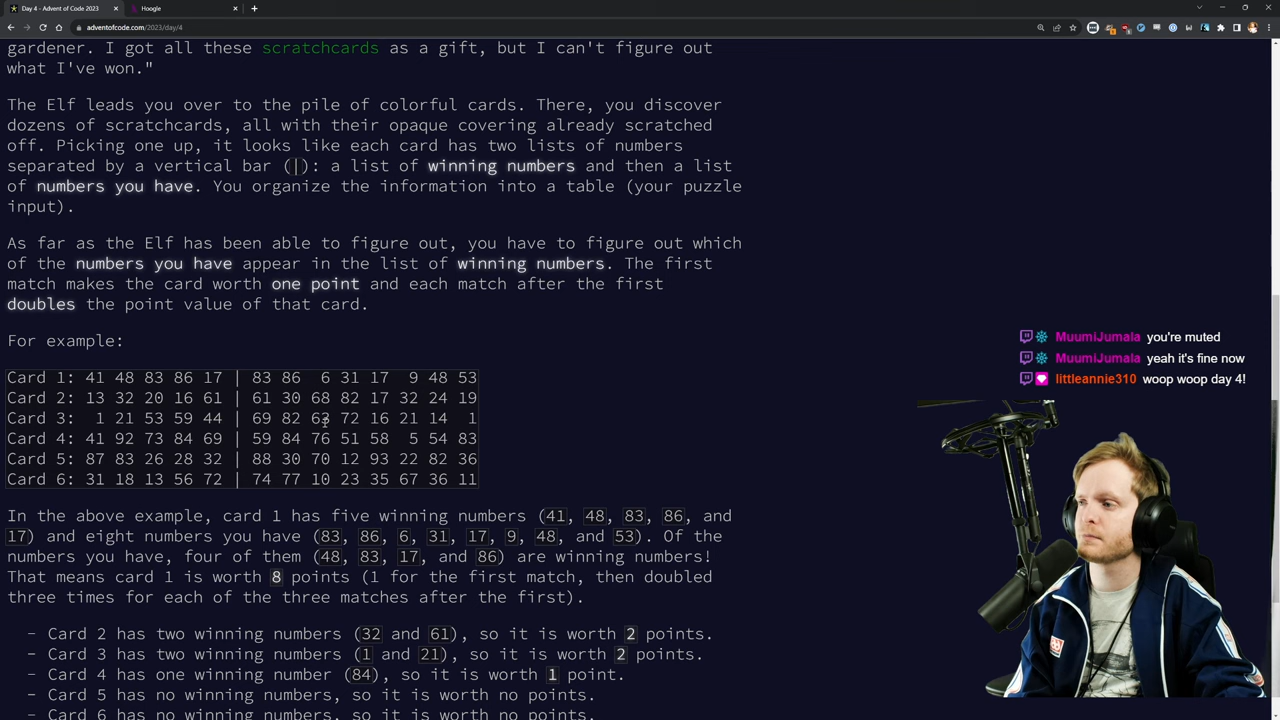 Day 4 - Advent of Code 2023
Hoogle
adventofcode.com/2023/day/4
gardener. I got all these scratchcards as a gift, but I can't figure out
what I've won."
The Elf leads you over to the pile of colorful cards. There, you discover
dozens of scratchcards, all with their opaque covering already scratched
off. Picking one up, it looks like each card has two lists of numbers
separated by a vertical bar (|): a list of winning numbers and then a list
of numbers you have. You organize the information into a table (your puzzle
input).
As far as the Elf has been able to figure out, you have to figure out which
of the numbers you have appear in the list of winning numbers. The first
match makes the card worth one point and each match after the first
doubles the point value of that card.
For example:
Card 1: 41 48 83 86 17 | 83 86  6 31 17  9 48 53
Card 2: 13 32 20 16 61 | 61 30 68 82 17 32 24 19
Card 3:  1 21 53 59 44 | 69 82 63 72 16 21 14  1
Card 4: 41 92 73 84 69 | 59 84 76 51 58  5 54 83
Card 5: 87 83 26 28 32 | 88 30 70 12 93 22 82 36
Card 6: 31 18 13 56 72 | 74 77 10 23 35 67 36 11
In the above example, card 1 has five winning numbers (41, 48, 83, 86, and
17) and eight numbers you have (83, 86, 6, 31, 17, 9, 48, and 53). Of the
numbers you have, four of them (48, 83, 17, and 86) are winning numbers!
That means card 1 is worth 8 points (1 for the first match, then doubled
three times for each of the three matches after the first).
- Card 2 has two winning numbers (32 and 61), so it is worth 2 points.
- Card 3 has two winning numbers (1 and 21), so it is worth 2 points.
- Card 4 has one winning number (84), so it is worth 1 point.
- Card 5 has no winning numbers, so it is worth no points.
- Card 6 has no winning numbers, so it is worth no points.
MuumiJumala you're muted
MuumiJumala yeah it's fine now
littleannie310 woop woop day 4!